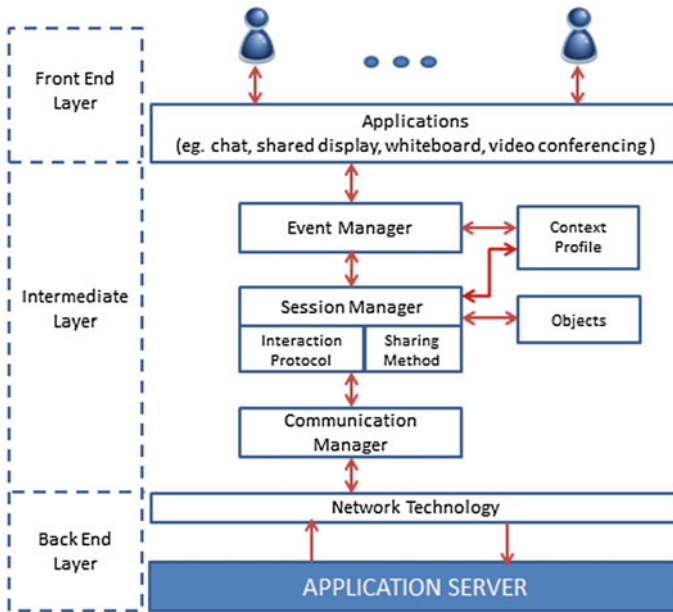 Front End
Layer
Applications
(eg. chat, shared display, whiteboard, video conferencing )
Intermediate
Layer
Event Manager
Context
Profile
Session Manager
Interaction
Protocol
Sharing
Method
Objects
Communication
Manager
Back End
Layer
Network Technology
APPLICATION SERVER